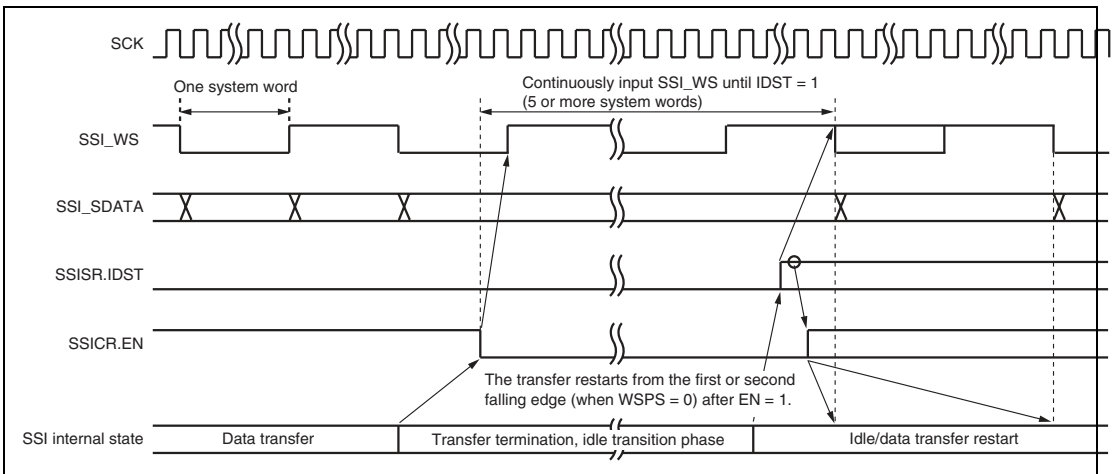 SCK
One system word
Continuously input SSI_WS until IDST = 1
(5 or more system words)
SSI_WS
SSI_SDATA
SSISR.IDST
SSICR.EN
The transfer restarts from the first or second
falling edge (when WSPS = 0) after EN = 1.
SSI internal state
Data transfer
Transfer termination, idle transition phase
Idle/data transfer restart